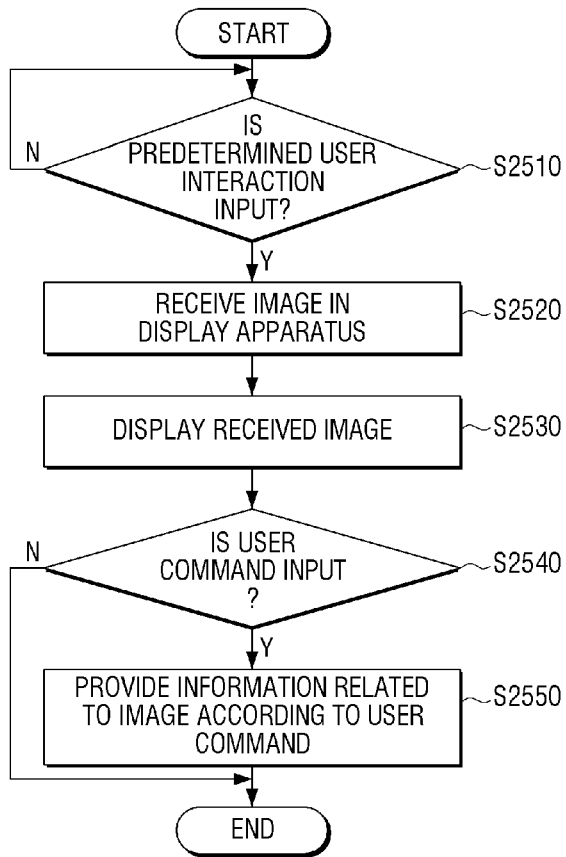 START
IS
PREDETERMINED USER
INTERACTION
INPUT?
N
S2510
Y
RECEIVE IMAGE IN
DISPLAY APPARATUS
S2520
DISPLAY RECEIVED IMAGE
S2530
IS USER
COMMAND INPUT
?
N
S2540
Y
PROVIDE INFORMATION RELATED
TO IMAGE ACCORDING TO USER
COMMAND
S2550
END